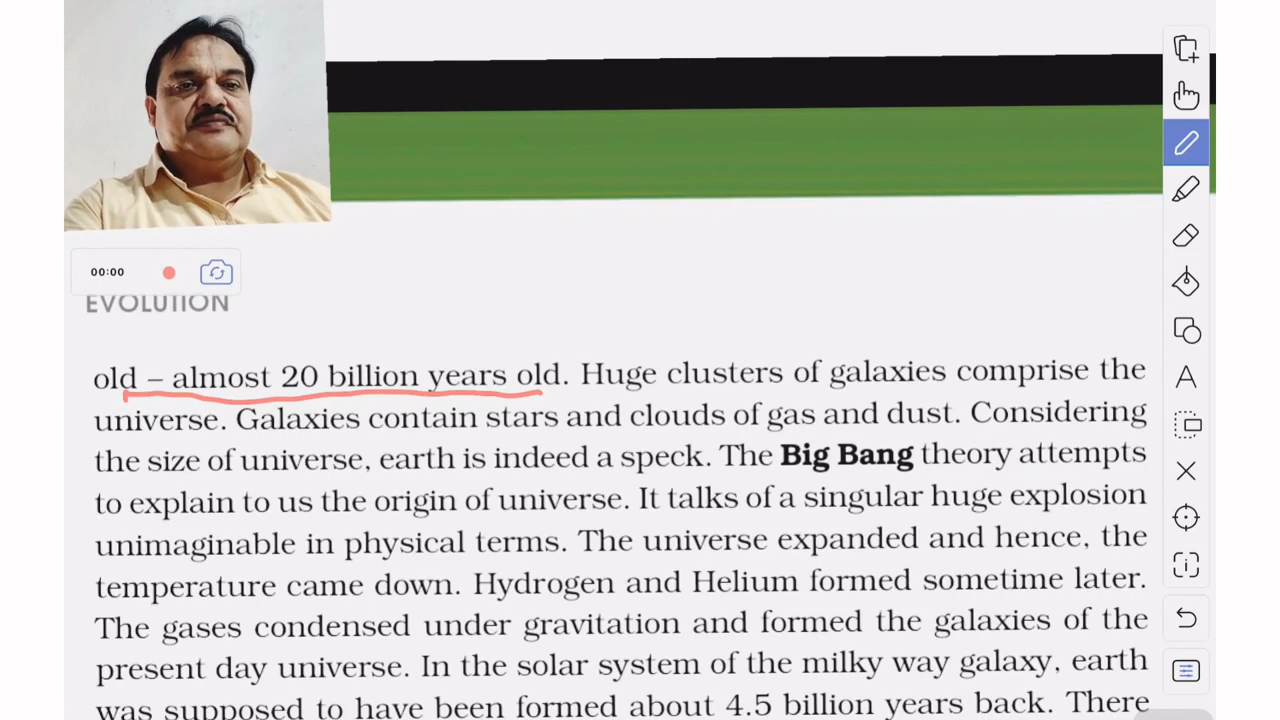 00:00
EVOLUTION
old – almost 20 billion years old. Huge clusters of galaxies comprise the
universe. Galaxies contain stars and clouds of gas and dust. Considering
the size of universe, earth is indeed a speck. The Big Bang theory attempts
to explain to us the origin of universe. It talks of a singular huge explosion
unimaginable in physical terms. The universe expanded and hence, the
temperature came down. Hydrogen and Helium formed sometime later.
The gases condensed under gravitation and formed the galaxies of the
present day universe. In the solar system of the milky way galaxy, earth
was supposed to have been formed about 4.5 billion years back. There